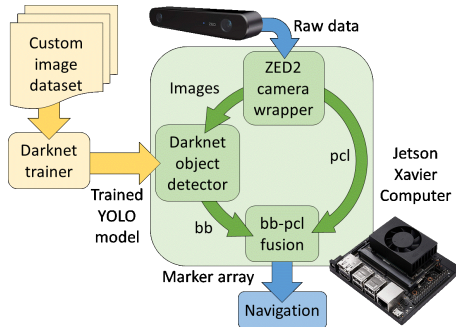 Custom
image
dataset
Raw data
ZED2
camera
wrapper
Images
Darknet
trainer
Darknet
object
detector
pcl
Jetson
Xavier
Computer
Trained
YOLO
model
bb
bb-pcl
fusion
Marker array
Navigation